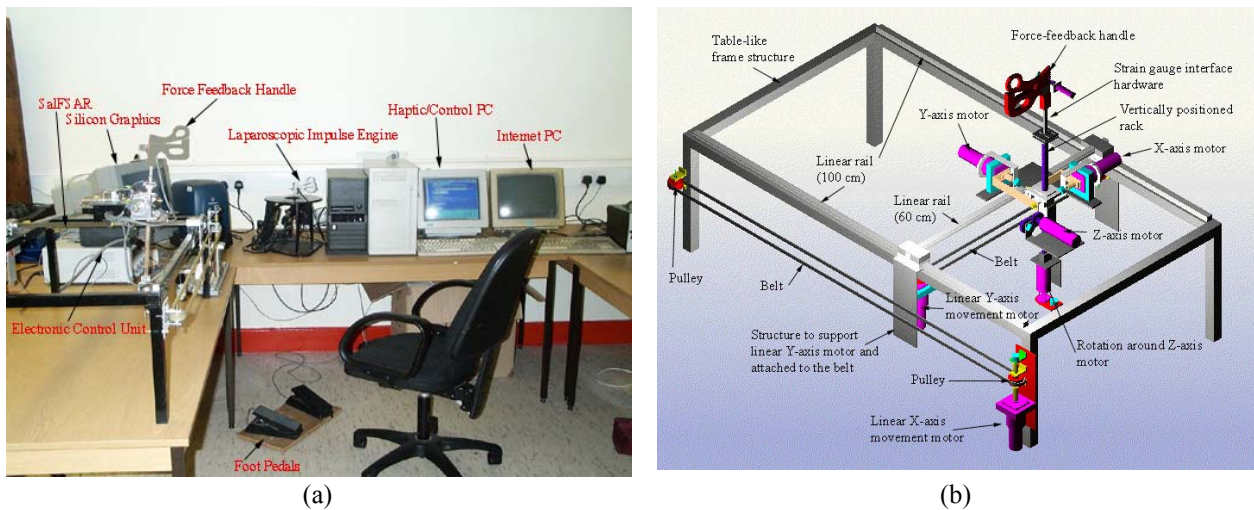 SalFSAR
Silicon Graphics
Force Feedback Handle
Laparoscopic Impulse Engine
Haptic/Control PC
Internet PC
Electronic Control Unit
Foot Pedals
(a)
Table-like
frame structure
Force-feedback handle
Strain gauge interface
hardware
Vertically positioned
rack
Y-axis motor
X-axis motor
Linear rail
(100 cm)
Linear rail
(60 cm)
Z-axis motor
Pulley
Belt
Belt
Linear Y-axis
movement motor
Structure to support
linear Y-axis motor and
attached to the belt
Rotation around Z-axis
motor
Pulley
Linear X-axis
movement motor
(b)